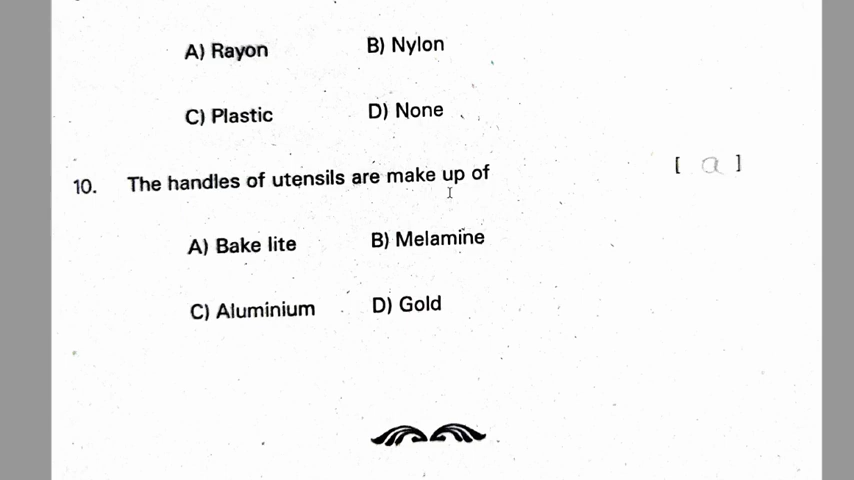 A) Rayon B) Nylon
C) Plastic D) None
10. The handles of utensils are make up of [ a ]
A) Bake lite B) Melamine
C) Aluminium D) Gold